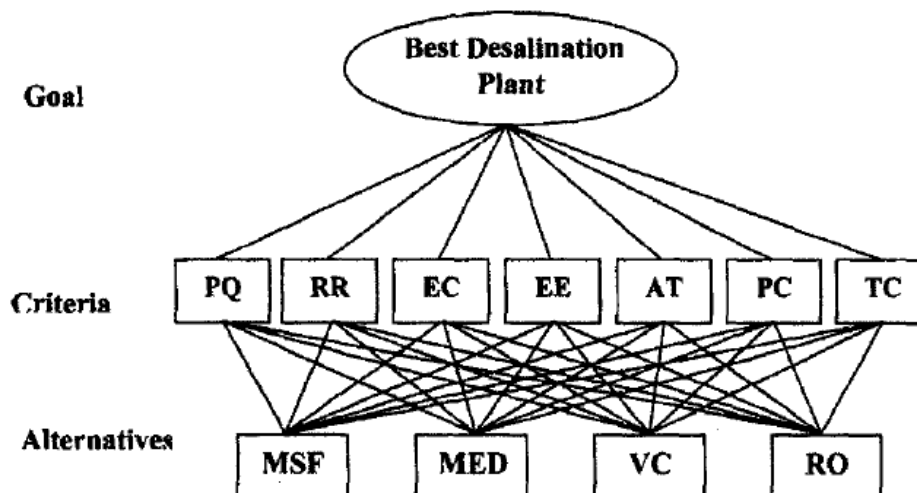 Best Desalination
Plant
Goal
PQ RR EC EE AT PC TC
Criteria
Alternatives
MSF MED VC RO